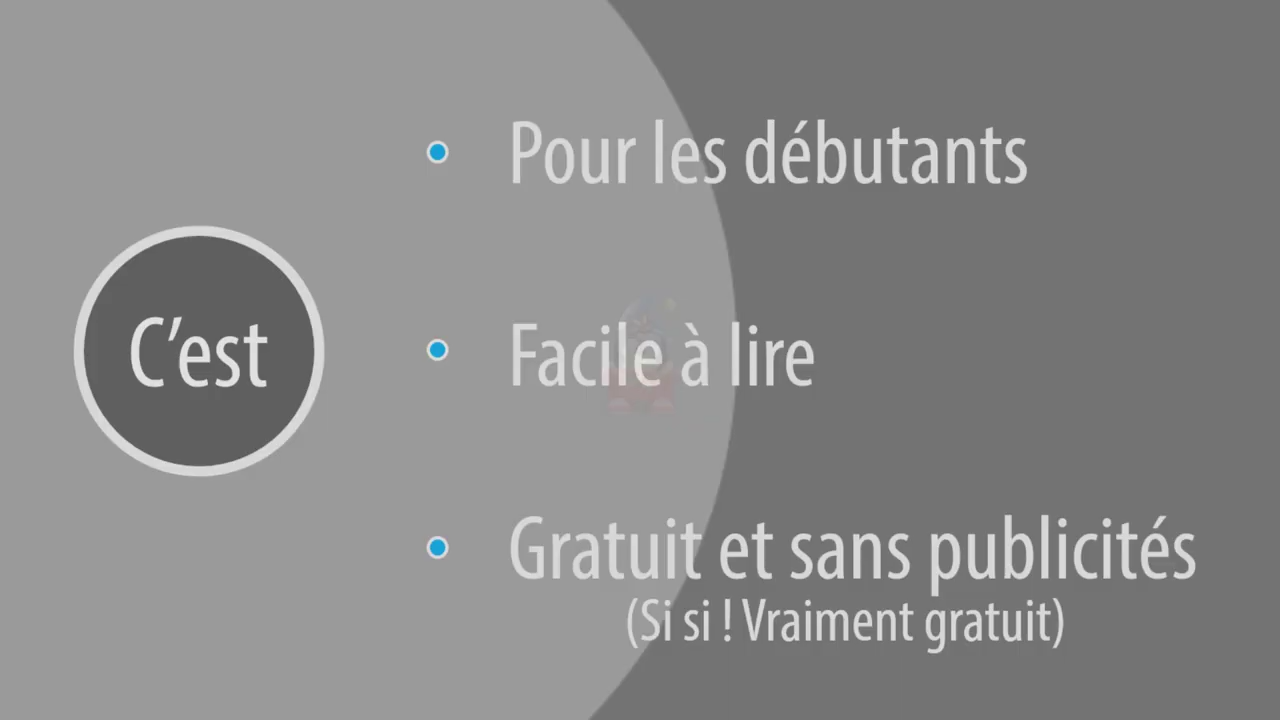 C’est
Pour les débutants
Facile à lire
Gratuit et sans publicités
(Si si ! Vraiment gratuit)